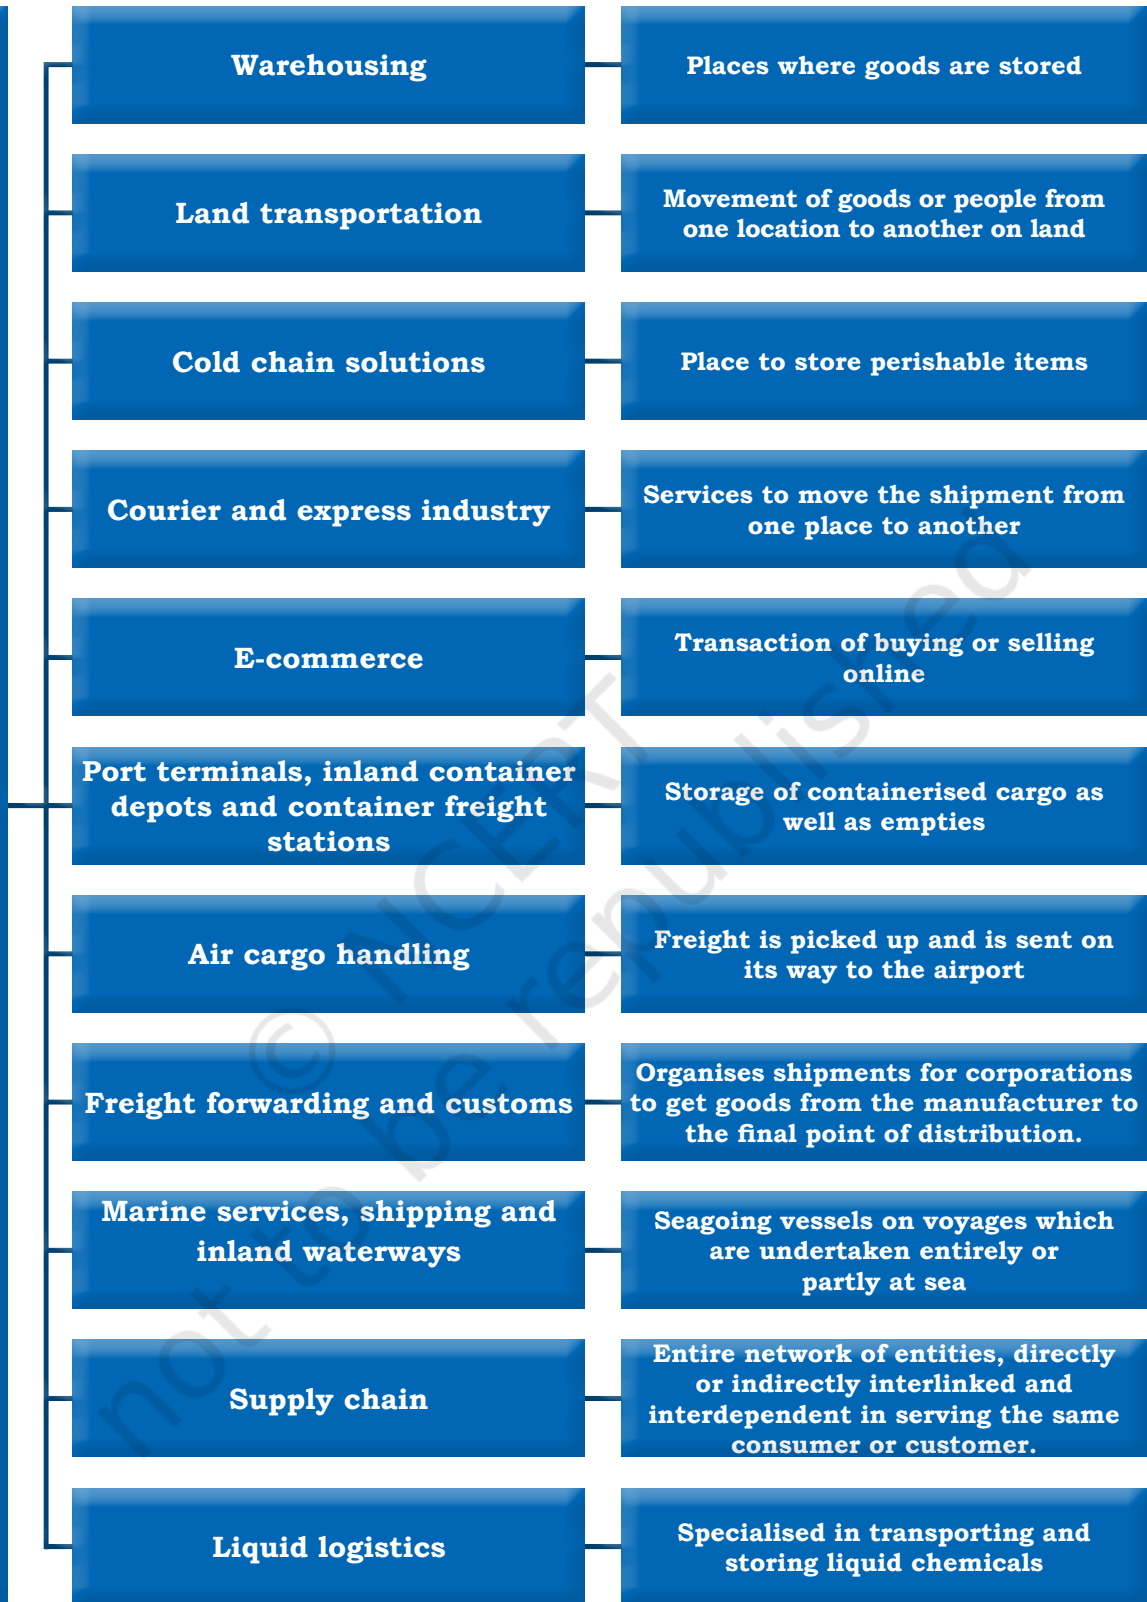 Warehousing
Places where goods are stored
Land transportation
Movement of goods or people from
one location to another on land
Cold chain solutions
Place to store perishable items
Courier and express industry
Services to move the shipment from
one place to another
E-commerce
Transaction of buying or selling
online
Port terminals, inland container
depots and container freight
stations
Storage of containerised cargo as
well as empties
Air cargo handling
Freight is picked up and is sent on
its way to the airport
Freight forwarding and customs
Organises shipments for corporations
to get goods from the manufacturer to
the final point of distribution.
Marine services, shipping and
inland waterways
Seagoing vessels on voyages which
are undertaken entirely or
partly at sea
Supply chain
Entire network of entities, directly
or indirectly interlinked and
interdependent in serving the same
consumer or customer.
Liquid logistics
Specialised in transporting and
storing liquid chemicals
© NCERT
not to be republished